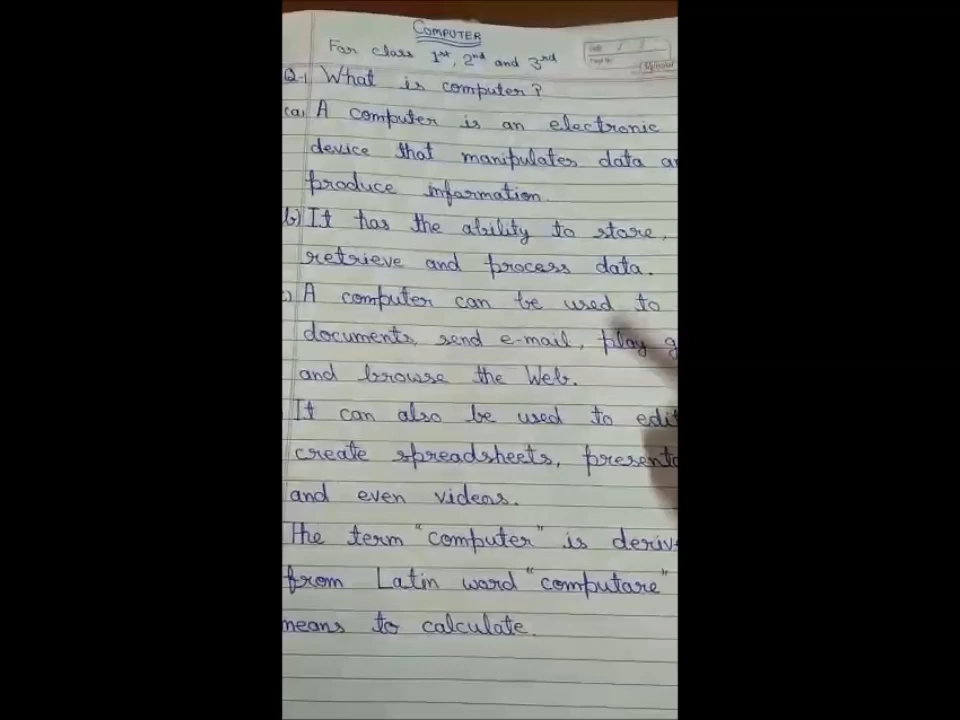 COMPUTER
For class 1st, 2nd and 3rd
Q-1 What is computer?
(a) A computer is an electronic
device that manipulates data
produce information.
b) It has the ability to store,
retrieve and process data.
A computer can be used to
documents, send e-mail, play
and browse the Web.
It can also be used to edit
create spreadsheets,
and even videos.
The term "computer" is
from Latin word "computare"
means to calculate.